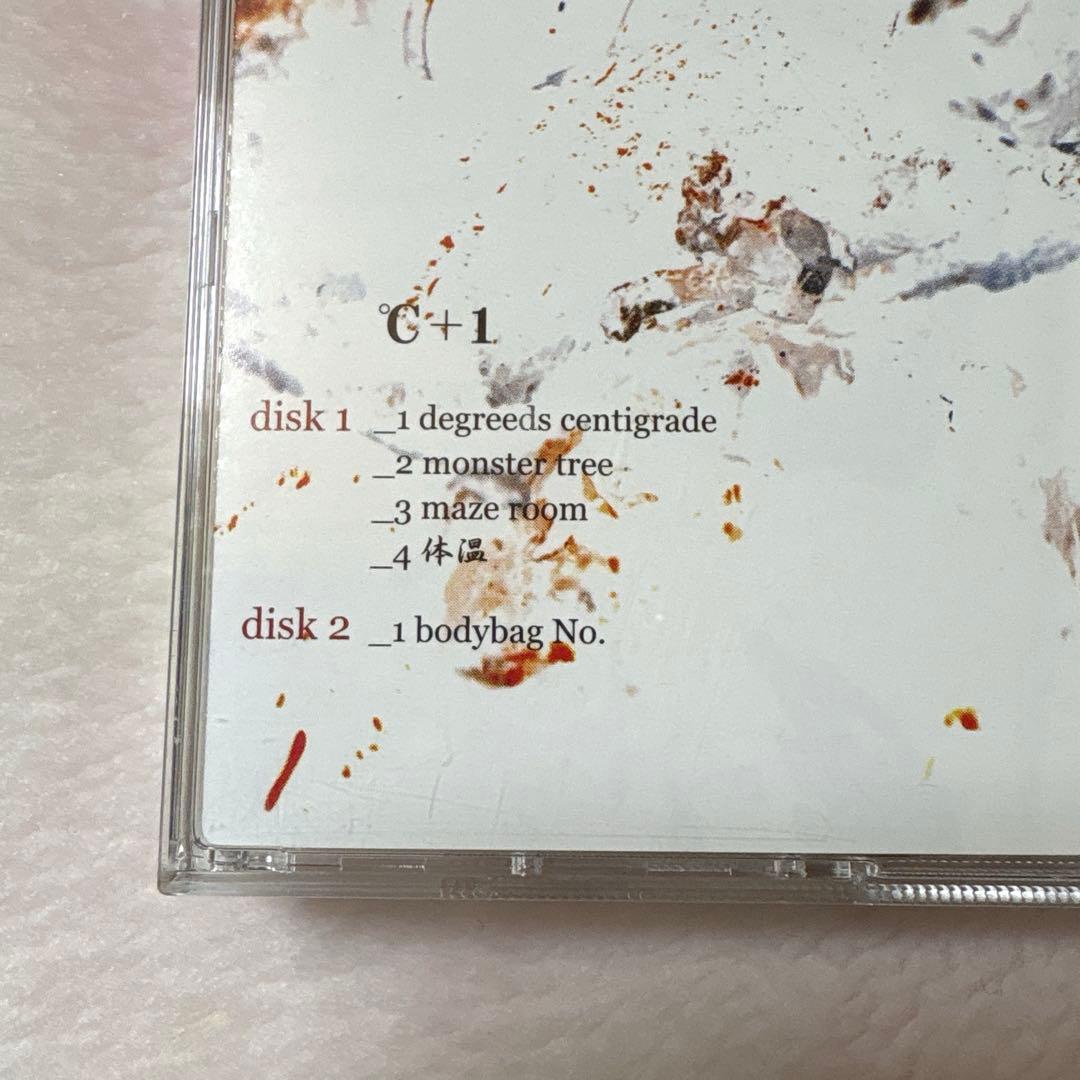 ℃+1
disk 1 _1 degreeds centigrade
_2 monster tree
_3 maze room
_4 体温
disk 2 _1 bodybag No.